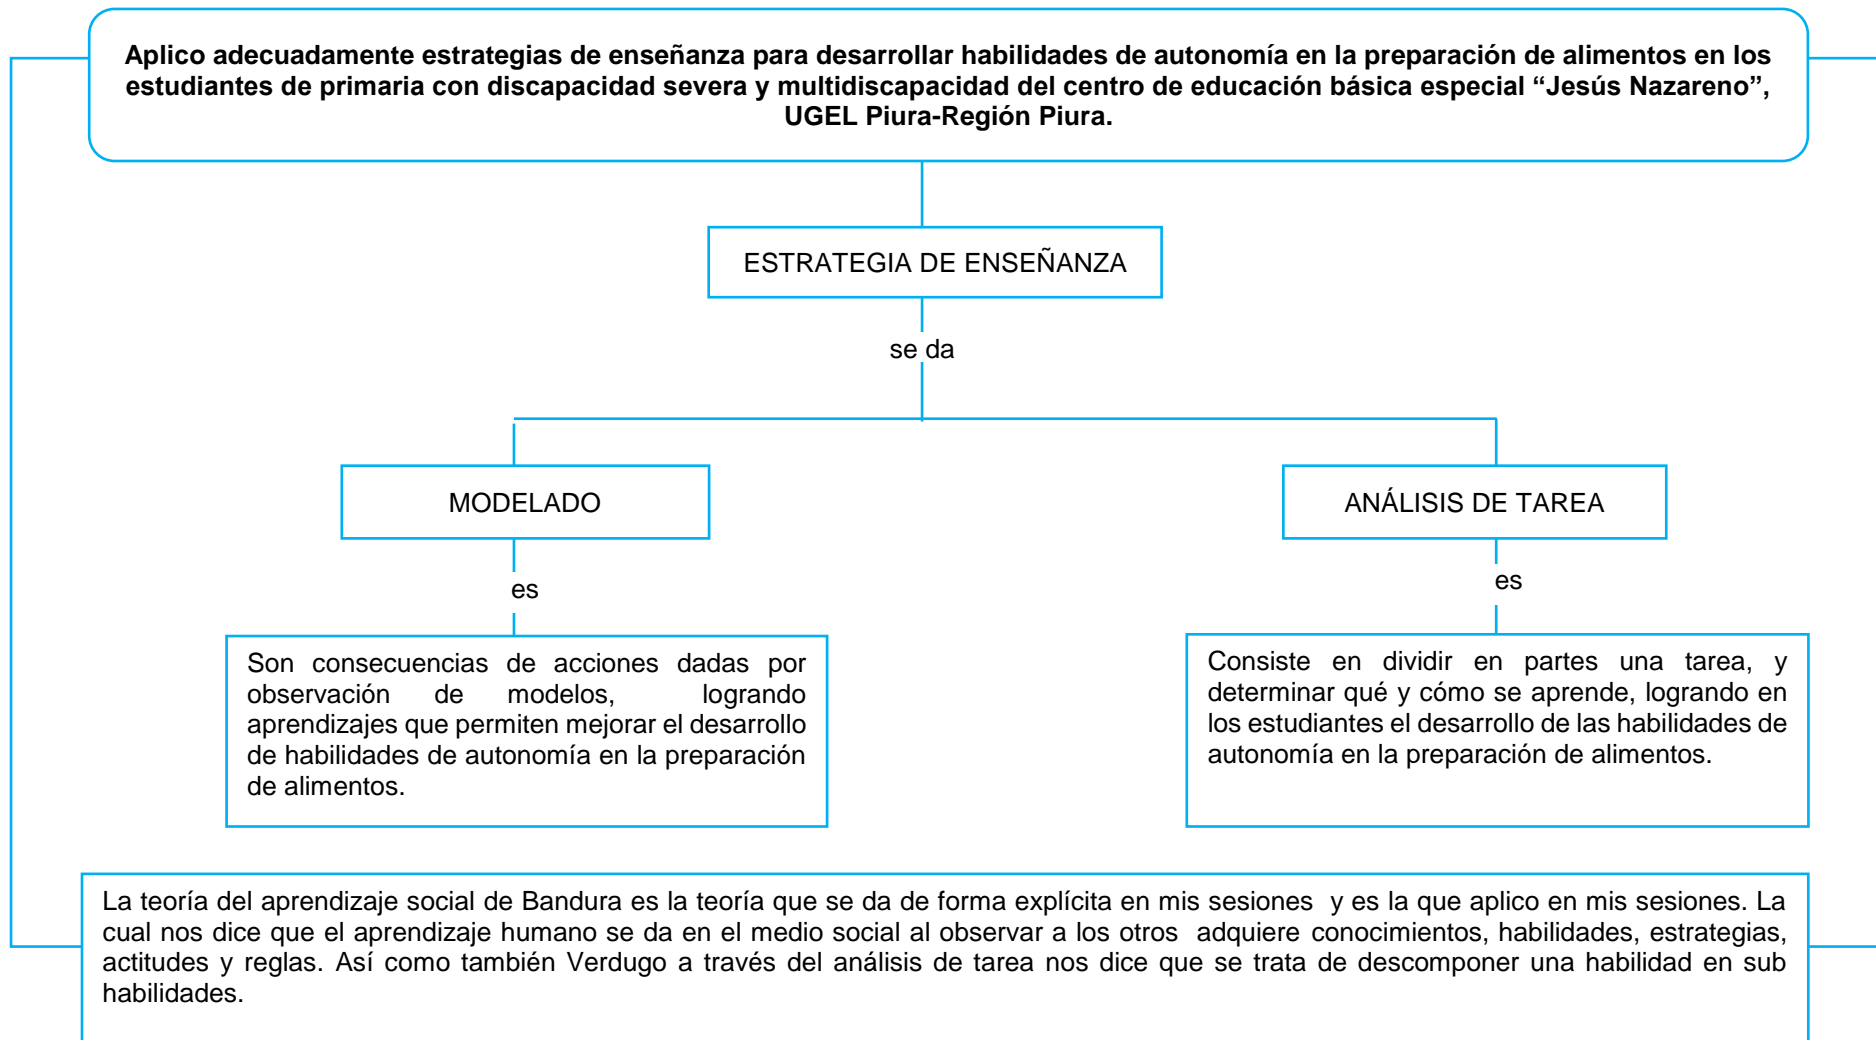 Aplico adecuadamente estrategias de enseñanza para desarrollar habilidades de autonomía en la preparación de alimentos en los
estudiantes de primaria con discapacidad severa y multidiscapacidad del centro de educación básica especial “Jesús Nazareno”,
UGEL Piura-Región Piura.
ESTRATEGIA DE ENSEÑANZA
se da
MODELADO
ANÁLISIS DE TAREA
es
es
Son consecuencias de acciones dadas por
observación de modelos, logrando
aprendizajes que permiten mejorar el desarrollo
de habilidades de autonomía en la preparación
de alimentos.
Consiste en dividir en partes una tarea, y
determinar qué y cómo se aprende, logrando en
los estudiantes el desarrollo de las habilidades de
autonomía en la preparación de alimentos.
La teoría del aprendizaje social de Bandura es la teoría que se da de forma explícita en mis sesiones y es la que aplico en mis sesiones. La
cual nos dice que el aprendizaje humano se da en el medio social al observar a los otros adquiere conocimientos, habilidades, estrategias,
actitudes y reglas. Así como también Verdugo a través del análisis de tarea nos dice que se trata de descomponer una habilidad en sub
habilidades.